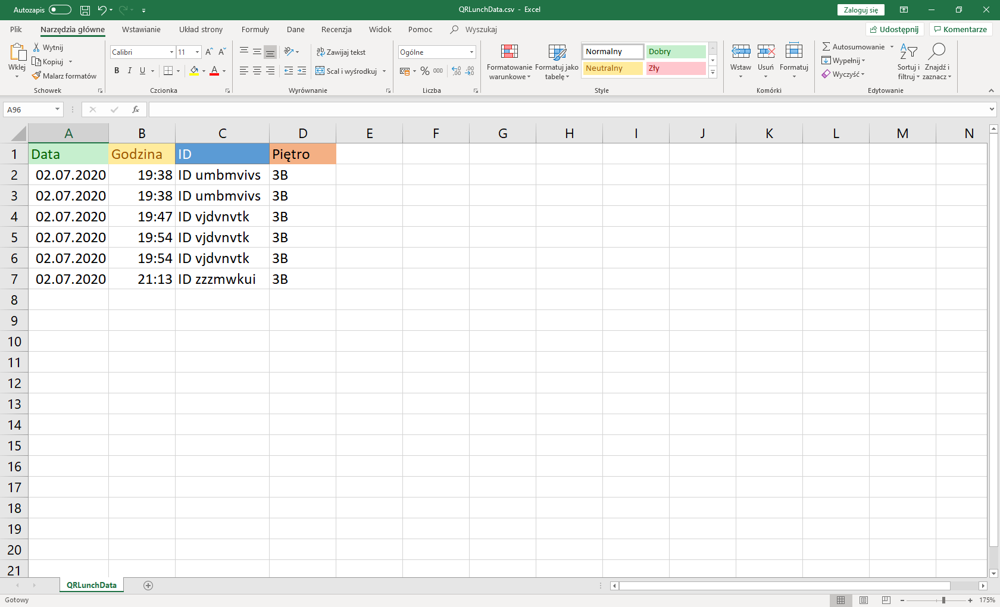 Autozapis
QRLunchData.csv - Excel
Zaloguj się
Plik Narzędzia główne Wstawianie Układ strony Formuły Dane Recenzja Widok Pomoc Wyszukaj Udostępnij Komentarze
Wklej
Wytnij
Kopiuj
Malarz formatów
Schowek
Calibri 11
B I U
Czcionka
Zawijaj tekst
Scal i wyśrodkuj
Wyrównanie
Ogólne
% 000
Liczba
Formatowanie warunkowe
Formatuj jako tabelę
Normalny Dobry
Neutralny Zły
Style
Wstaw Usuń Formatuj
Komórki
Autosumowanie
Wypełnij
Wyczyść
Sortuj i filtruj
Znajdź i zaznacz
Edytowanie
A96 fx
A B C D E F G H I J K L M N
1 Data Godzina ID Piętro
2 02.07.2020 19:38 ID umbmvivs 3B
3 02.07.2020 19:38 ID umbmvivs 3B
4 02.07.2020 19:47 ID vjdvnvtk 3B
5 02.07.2020 19:54 ID vjdvnvtk 3B
6 02.07.2020 19:54 ID vjdvnvtk 3B
7 02.07.2020 21:13 ID zzzmwkui 3B
8
9
10
11
12
13
14
15
16
17
18
19
20
21
QRLunchData
Gotowy
175%